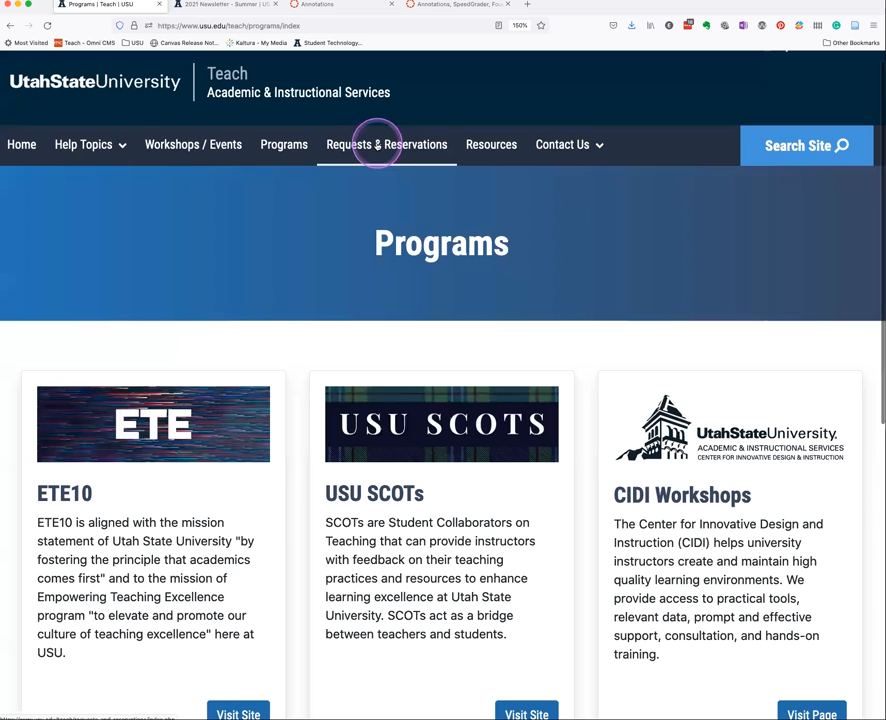 Programs | Teach | USU
2021 Newsletter - Summer | U
Annotations
Annotations, SpeedGrader, Fou
https://www.usu.edu/teach/programs/index
150%
Most Visited
Teach - Omni CMS
USU
Canvas Release Not...
Kaltura - My Media
Student Technology...
Other Bookmarks
UtahStateUniversity
Teach
Academic & Instructional Services
Home
Help Topics
Workshops / Events
Programs
Requests & Reservations
Resources
Contact Us
Search Site
Programs
ETE
ETE10
ETE10 is aligned with the mission
statement of Utah State University "by
fostering the principle that academics
comes first" and to the mission of
Empowering Teaching Excellence
program "to elevate and promote our
culture of teaching excellence" here at
USU.
Visit Site
USU SCOTS
USU SCOTs
SCOTs are Student Collaborators on
Teaching that can provide instructors
with feedback on their teaching
practices and resources to enhance
learning excellence at Utah State
University. SCOTs act as a bridge
between teachers and students.
Visit Site
UtahStateUniversity.
ACADEMIC & INSTRUCTIONAL SERVICES
CENTER FOR INNOVATIVE DESIGN & INSTRUCTION
CIDI Workshops
The Center for Innovative Design and
Instruction (CIDI) helps university
instructors create and maintain high
quality learning environments. We
provide access to practical tools,
relevant data, prompt and effective
support, consultation, and hands-on
training.
Visit Page